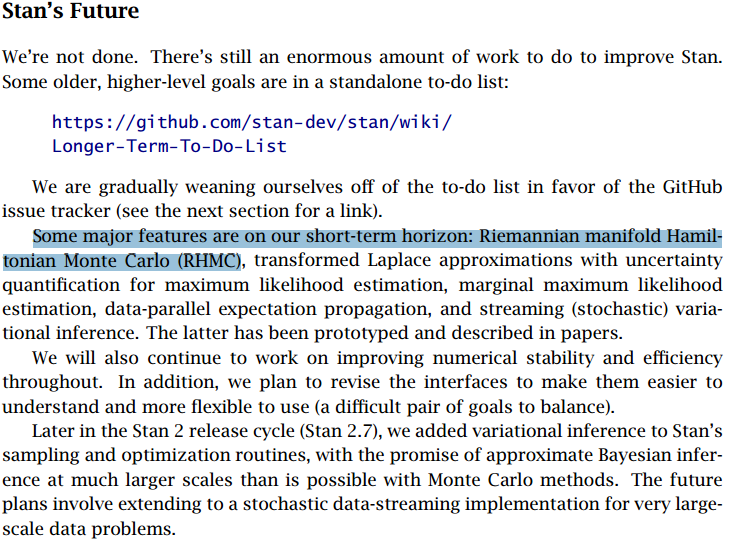 Stan’s Future
We’re not done. There’s still an enormous amount of work to do to improve Stan.
Some older, higher-level goals are in a standalone to-do list:
https://github.com/stan-dev/stan/wiki/
Longer-Term-To-Do-List
We are gradually weaning ourselves off of the to-do list in favor of the GitHub
issue tracker (see the next section for a link).
Some major features are on our short-term horizon: Riemannian manifold Hamil-
tonian Monte Carlo (RHMC), transformed Laplace approximations with uncertainty
quantification for maximum likelihood estimation, marginal maximum likelihood
estimation, data-parallel expectation propagation, and streaming (stochastic) varia-
tional inference. The latter has been prototyped and described in papers.
We will also continue to work on improving numerical stability and efficiency
throughout. In addition, we plan to revise the interfaces to make them easier to
understand and more flexible to use (a difficult pair of goals to balance).
Later in the Stan 2 release cycle (Stan 2.7), we added variational inference to Stan’s
sampling and optimization routines, with the promise of approximate Bayesian infer-
ence at much larger scales than is possible with Monte Carlo methods. The future
plans involve extending to a stochastic data-streaming implementation for very large-
scale data problems.